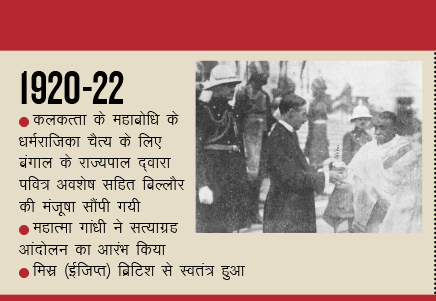 1920-22
● कलकत्ता के महाबोधि के
धर्मराजिका चैत्य के लिए
बंगाल के राज्यपाल द्वारा
पवित्र अवशेष सहित बिल्लौर
की मंजूषा सौंपी गयी
● महात्मा गांधी ने सत्याग्रह
आंदोलन का आरंभ किया
● मिस्र (ईजिप्त) ब्रिटिश से स्वतंत्र हुआ